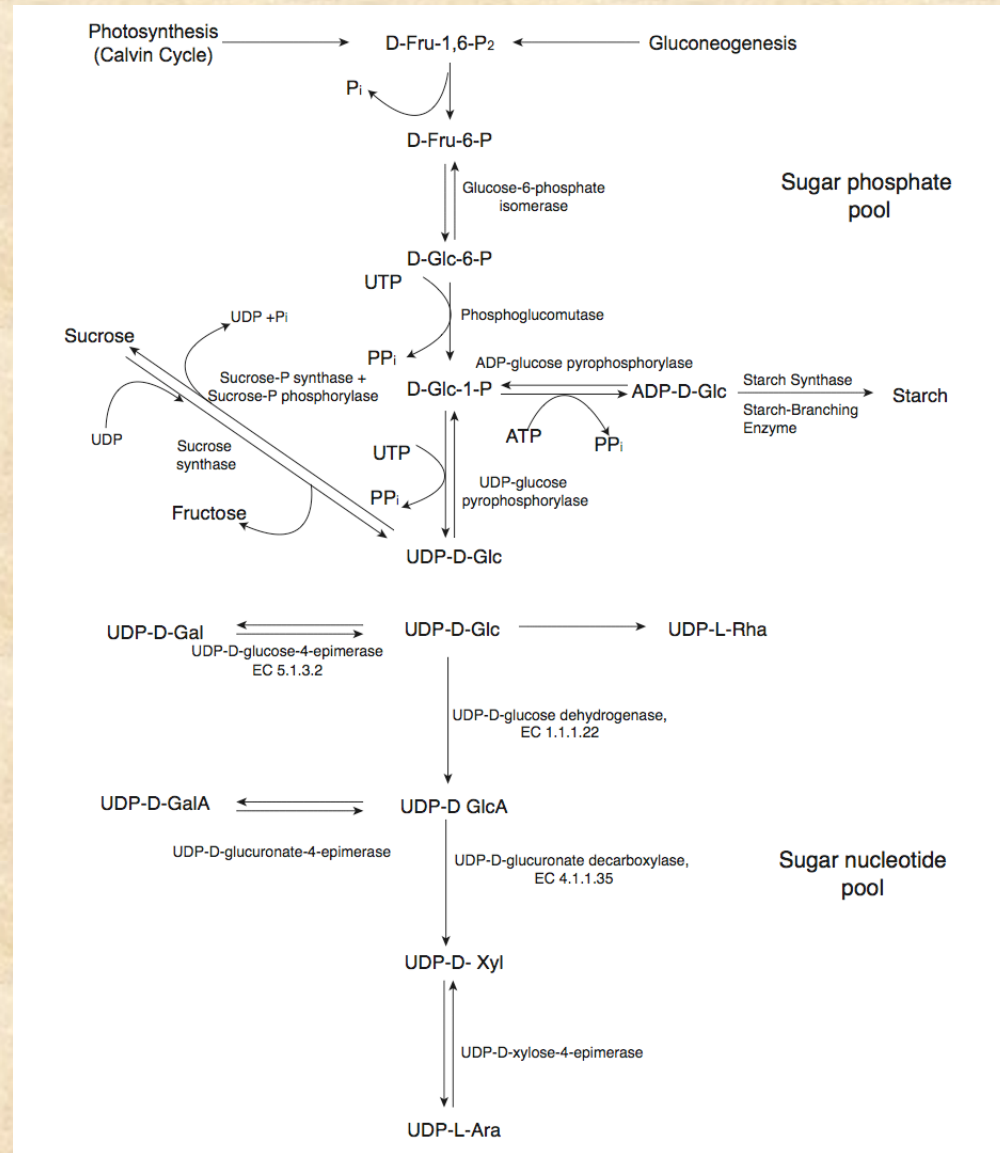 Photosynthesis
(Calvin Cycle)
D-Fru-1,6-P2
Gluconeogenesis
Pi
D-Fru-6-P
Glucose-6-phosphate
isomerase
Sugar phosphate
pool
D-Glc-6-P
UTP
Phosphoglucomutase
UDP +Pi
Sucrose
PPi
ADP-glucose pyrophosphorylase
Sucrose-P synthase +
Sucrose-P phosphorylase
D-Glc-1-P
ADP-D-Glc
Starch Synthase
Starch-Branching
Enzyme
Starch
UDP
Sucrose
synthase
UTP
ATP
PPi
PPi
UDP-glucose
pyrophosphorylase
Fructose
UDP-D-Glc
UDP-D-Gal
UDP-D-glucose-4-epimerase
EC 5.1.3.2
UDP-D-Glc
UDP-L-Rha
UDP-D-glucose dehydrogenase,
EC 1.1.1.22
UDP-D-GalA
UDP-D GlcA
UDP-D-glucuronate-4-epimerase
UDP-D-glucuronate decarboxylase,
EC 4.1.1.35
Sugar nucleotide
pool
UDP-D- Xyl
UDP-D-xylose-4-epimerase
UDP-L-Ara